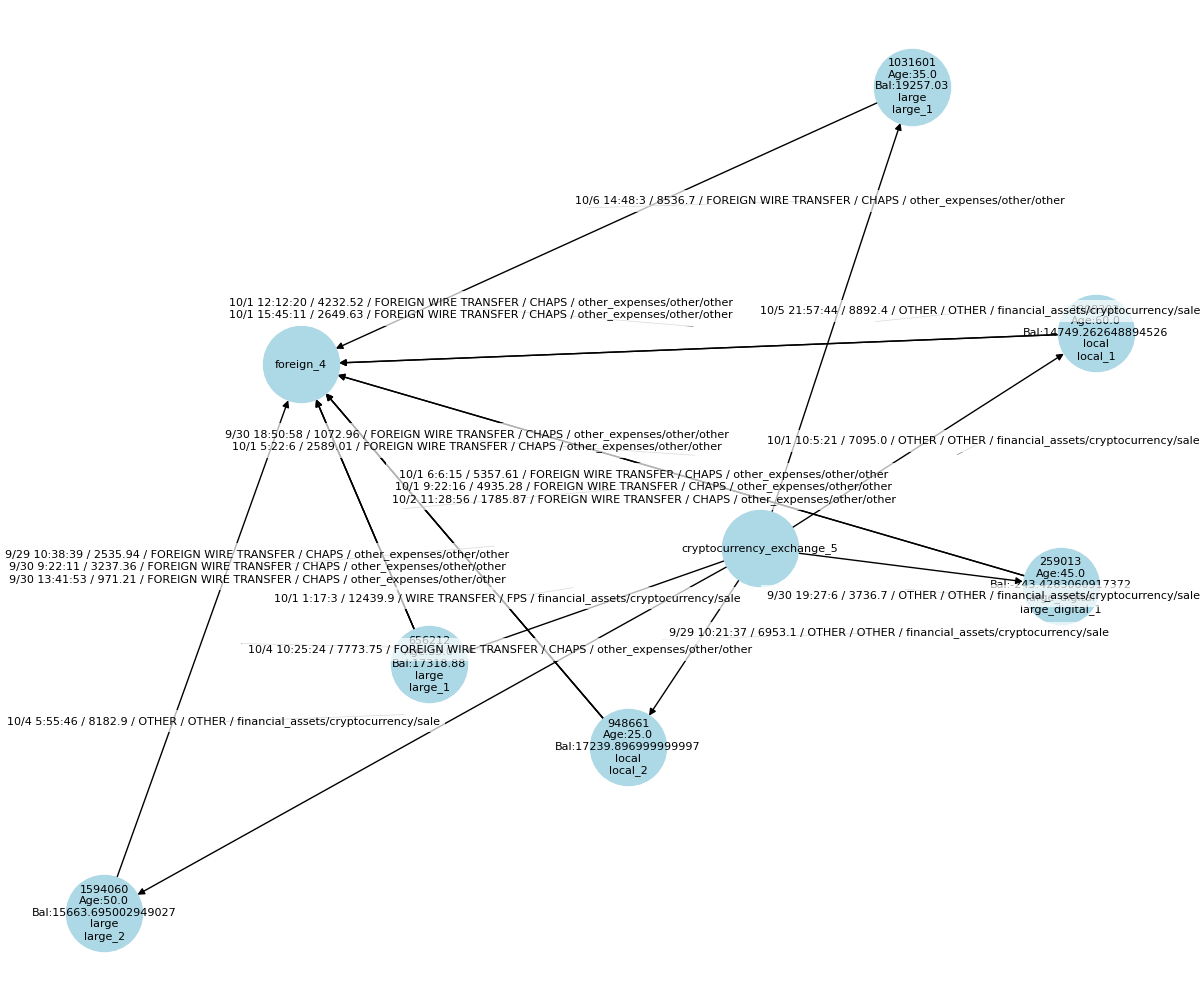 1031601
Age:35.0
Bal:19257.03
large
large_1
10/6 14:48:3 / 8536.7 / FOREIGN WIRE TRANSFER / CHAPS / other_expenses/other/other
10/1 12:12:20 / 4232.52 / FOREIGN WIRE TRANSFER / CHAPS / other_expenses/other/other
10/1 15:45:11 / 2649.63 / FOREIGN WIRE TRANSFER / CHAPS / other_expenses/other/other
10/5 21:57:44 / 8892.4 / OTHER / OTHER / financial_assets/cryptocurrency/sale
Age:60.0
Bal:14749.262648894526
local
local_1
foreign_4
9/30 18:50:58 / 1072.96 / FOREIGN WIRE TRANSFER / CHAPS / other_expenses/other/other
10/1 5:22:6 / 2589.01 / FOREIGN WIRE TRANSFER / CHAPS / other_expenses/other/other
10/1 10:5:21 / 7095.0 / OTHER / OTHER / financial_assets/cryptocurrency/sale
10/1 6:6:15 / 5357.61 / FOREIGN WIRE TRANSFER / CHAPS / other_expenses/other/other
10/1 9:22:16 / 4935.28 / FOREIGN WIRE TRANSFER / CHAPS / other_expenses/other/other
10/2 11:28:56 / 1785.87 / FOREIGN WIRE TRANSFER / CHAPS / other_expenses/other/other
cryptocurrency_exchange_5
9/29 10:38:39 / 2535.94 / FOREIGN WIRE TRANSFER / CHAPS / other_expenses/other/other
9/30 9:22:11 / 3237.36 / FOREIGN WIRE TRANSFER / CHAPS / other_expenses/other/other
9/30 13:41:53 / 971.21 / FOREIGN WIRE TRANSFER / CHAPS / other_expenses/other/other
259013
Age:45.0
large_digital_1
9/30 19:27:6 / 3736.7 / OTHER / OTHER / financial_assets/cryptocurrency/sale
10/1 1:17:3 / 12439.9 / WIRE TRANSFER / FPS / financial_assets/cryptocurrency/sale
9/29 10:21:37 / 6953.1 / OTHER / OTHER / financial_assets/cryptocurrency/sale
656212
10/4 10:25:24 / 7773.75 / FOREIGN WIRE TRANSFER / CHAPS / other_expenses/other/other
Bal:17318.88
large
large_1
10/4 5:55:46 / 8182.9 / OTHER / OTHER / financial_assets/cryptocurrency/sale
948661
Age:25.0
Bal:17239.896999999997
local
local_2
1594060
Age:50.0
Bal:15663.695002949027
large
large_2